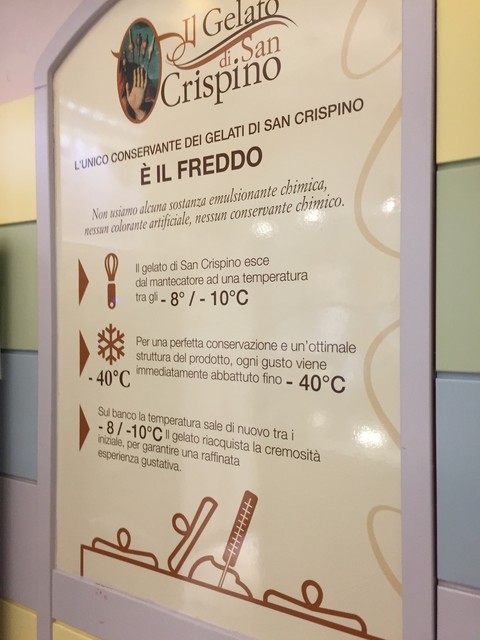 Il Gelato
di San
Crispino
L'UNICO CONSERVANTE DEI GELATI DI SAN CRISPINO
È IL FREDDO
Non usiamo alcuna sostanza emulsionante chimica,
nessun colorante artificiale, nessun conservante chimico.
Il gelato di San Crispino esce
dal mantecatore ad una temperatura
tra gli - 8° / - 10°C
Per una perfetta conservazione e un'ottimale
struttura del prodotto, ogni gusto viene
immediatamente abbattuto fino - 40°C
- 40°C
Sul banco la temperatura sale di nuovo tra i
- 8 / -10°C Il gelato riacquista la cremosità
iniziale, per garantire una raffinata
esperienza gustativa.